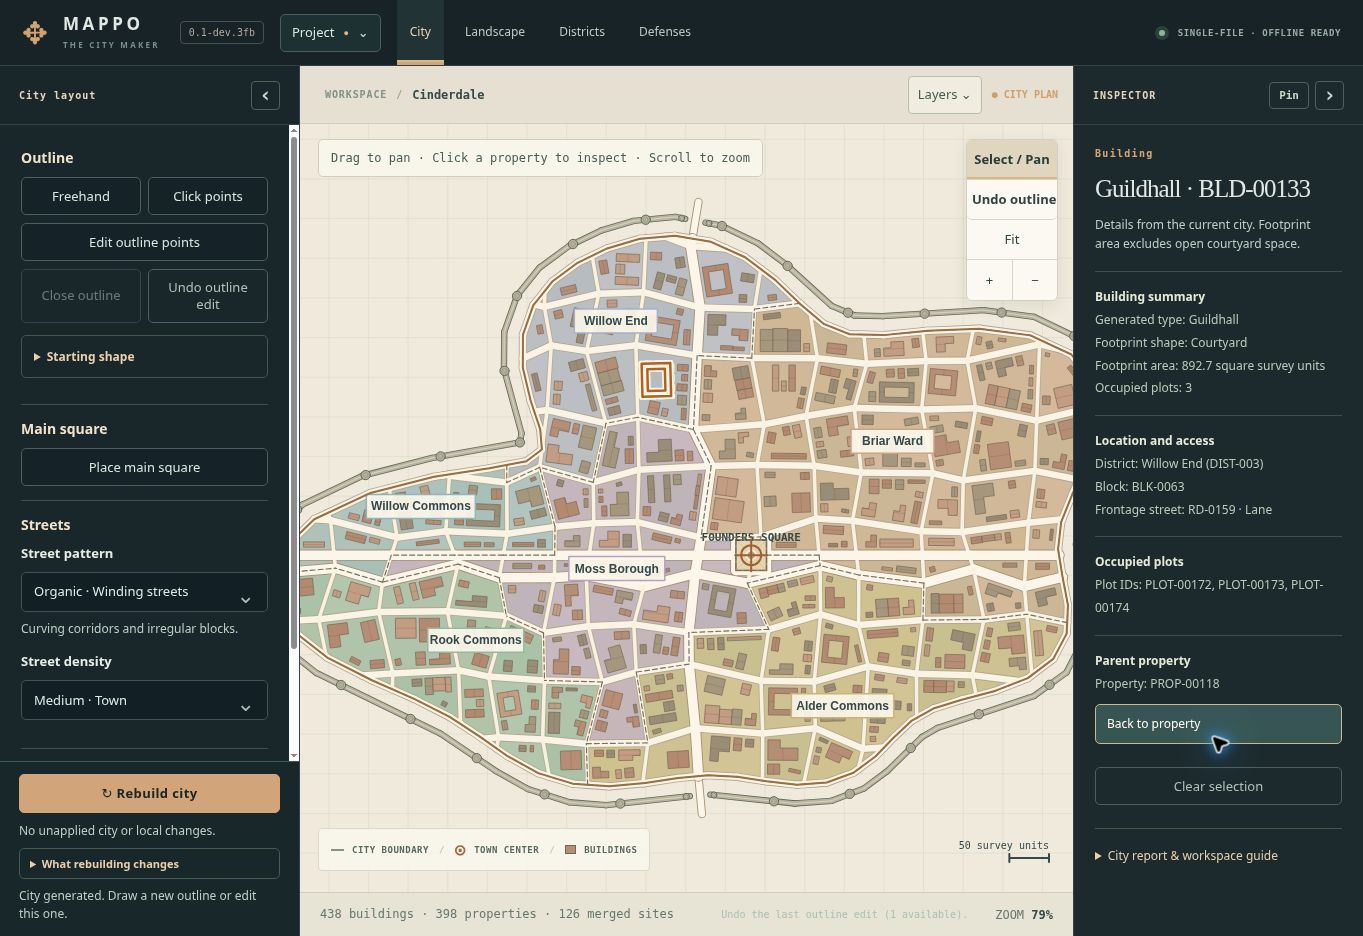 MAPPO
THE CITY MAKER
0.1-dev.3fb
Project
City
Landscape
Districts
Defenses
SINGLE-FILE · OFFLINE READY
City layout
Outline
Freehand
Click points
Edit outline points
Close outline
Undo outline
edit
Starting shape
Main square
Place main square
Streets
Street pattern
Organic · Winding streets
Curving corridors and irregular blocks.
Street density
Medium · Town
↻ Rebuild city
No unapplied city or local changes.
What rebuilding changes
City generated. Draw a new outline or edit
this one.
WORKSPACE / Cinderdale
Layers
CITY PLAN
Drag to pan · Click a property to inspect · Scroll to zoom
Select / Pan
Undo outline
Fit
+
−
Willow End
Briar Ward
Willow Commons
FOUNDERS SQUARE
Moss Borough
Rook Commons
Alder Commons
CITY BOUNDARY / TOWN CENTER / BUILDINGS
50 survey units
438 buildings · 398 properties · 126 merged sites
Undo the last outline edit (1 available).
ZOOM 79%
INSPECTOR
Pin
Building
Guildhall · BLD-00133
Details from the current city. Footprint
area excludes open courtyard space.
Building summary
Generated type: Guildhall
Footprint shape: Courtyard
Footprint area: 892.7 square survey units
Occupied plots: 3
Location and access
District: Willow End (DIST-003)
Block: BLK-0063
Frontage street: RD-0159 · Lane
Occupied plots
Plot IDs: PLOT-00172, PLOT-00173, PLOT-
00174
Parent property
Property: PROP-00118
Back to property
Clear selection
City report & workspace guide